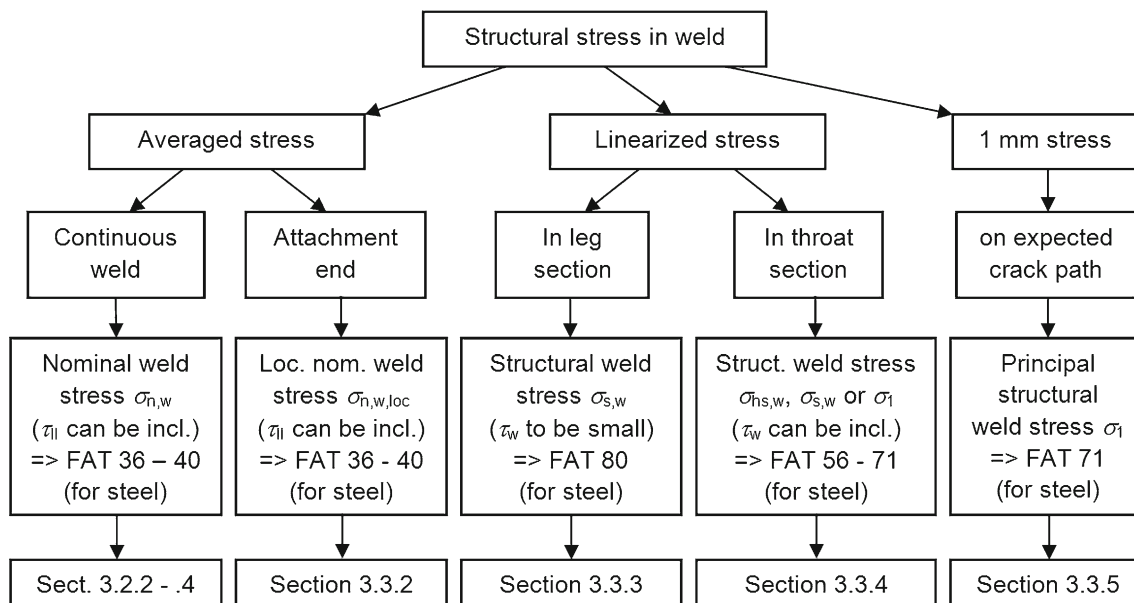 Structural stress in weld
Averaged stress
Linearized stress
1 mm stress
Continuous
weld
Attachment
end
In leg
section
In throat
section
on expected
crack path
Nominal weld
stress σn,w
(τII can be incl.)
=> FAT 36 – 40
(for steel)
Loc. nom. weld
stress σn,w,loc
(τII can be incl.)
=> FAT 36 - 40
(for steel)
Structural weld
stress σs,w
(τw to be small)
=> FAT 80
(for steel)
Struct. weld stress
σhs,w, σs,w or σ1
(τw can be incl.)
=> FAT 56 - 71
(for steel)
Principal
structural
weld stress σ1
=> FAT 71
(for steel)
Sect. 3.2.2 - .4
Section 3.3.2
Section 3.3.3
Section 3.3.4
Section 3.3.5